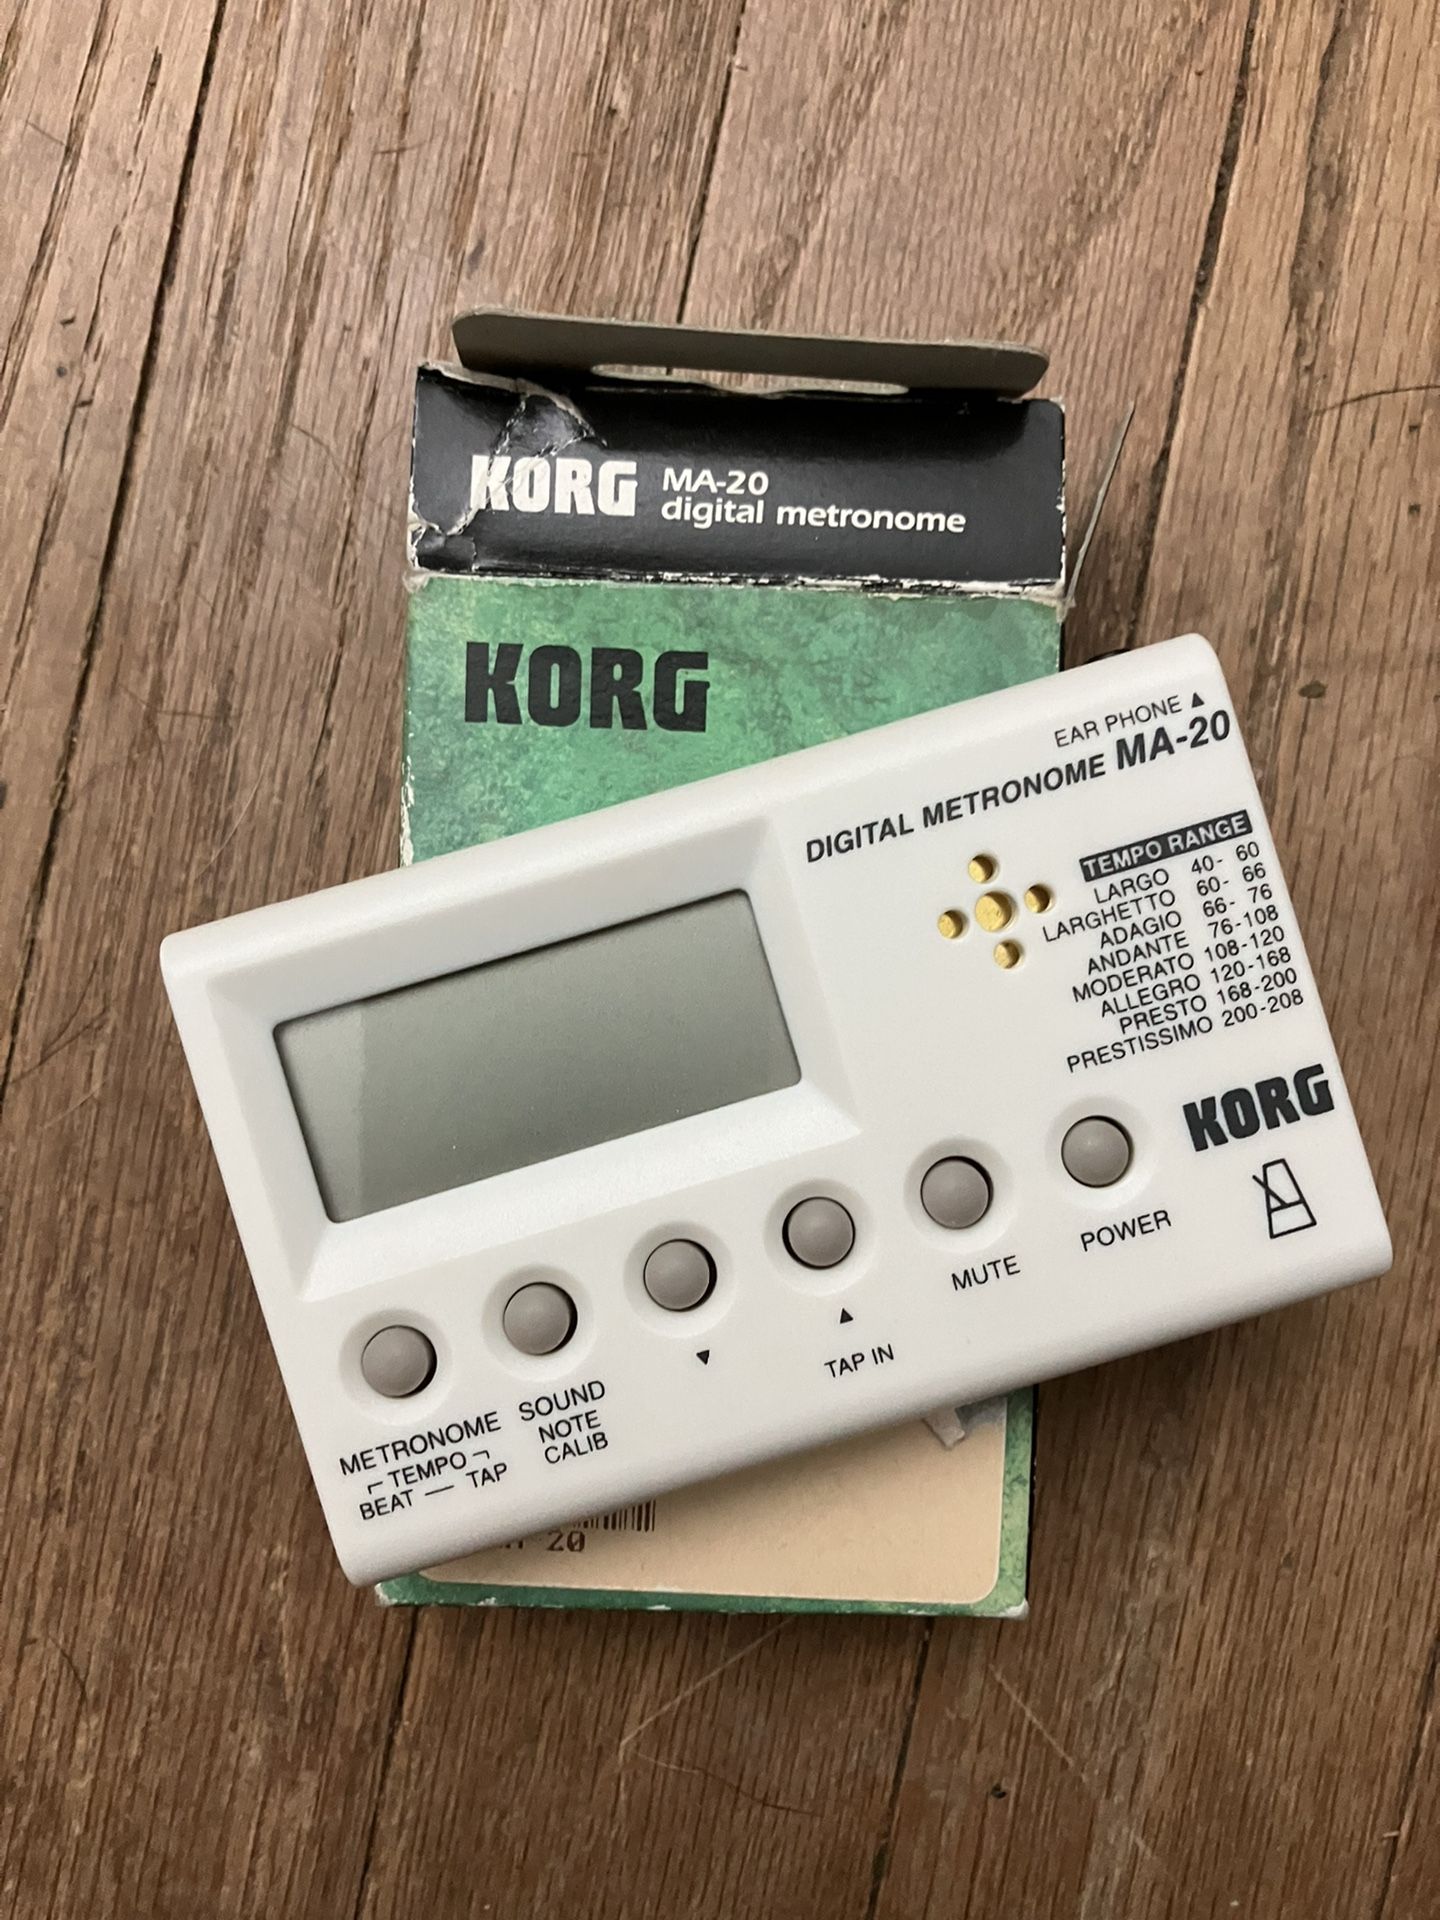 KORG MA-20
digital metronome
KORG
EAR PHONE ▲
DIGITAL METRONOME MA-20
TEMPO RANGE
LARGO 40- 60
LARGHETTO 60- 66
ADAGIO 66- 76
ANDANTE 76-108
MODERATO 108-120
ALLEGRO 120-168
PRESTO 168-200
PRESTISSIMO 200-208
KORG
POWER
MUTE
▲
TAP IN
▼
SOUND
NOTE
CALIB
METRONOME
TEMPO
BEAT — TAP
20